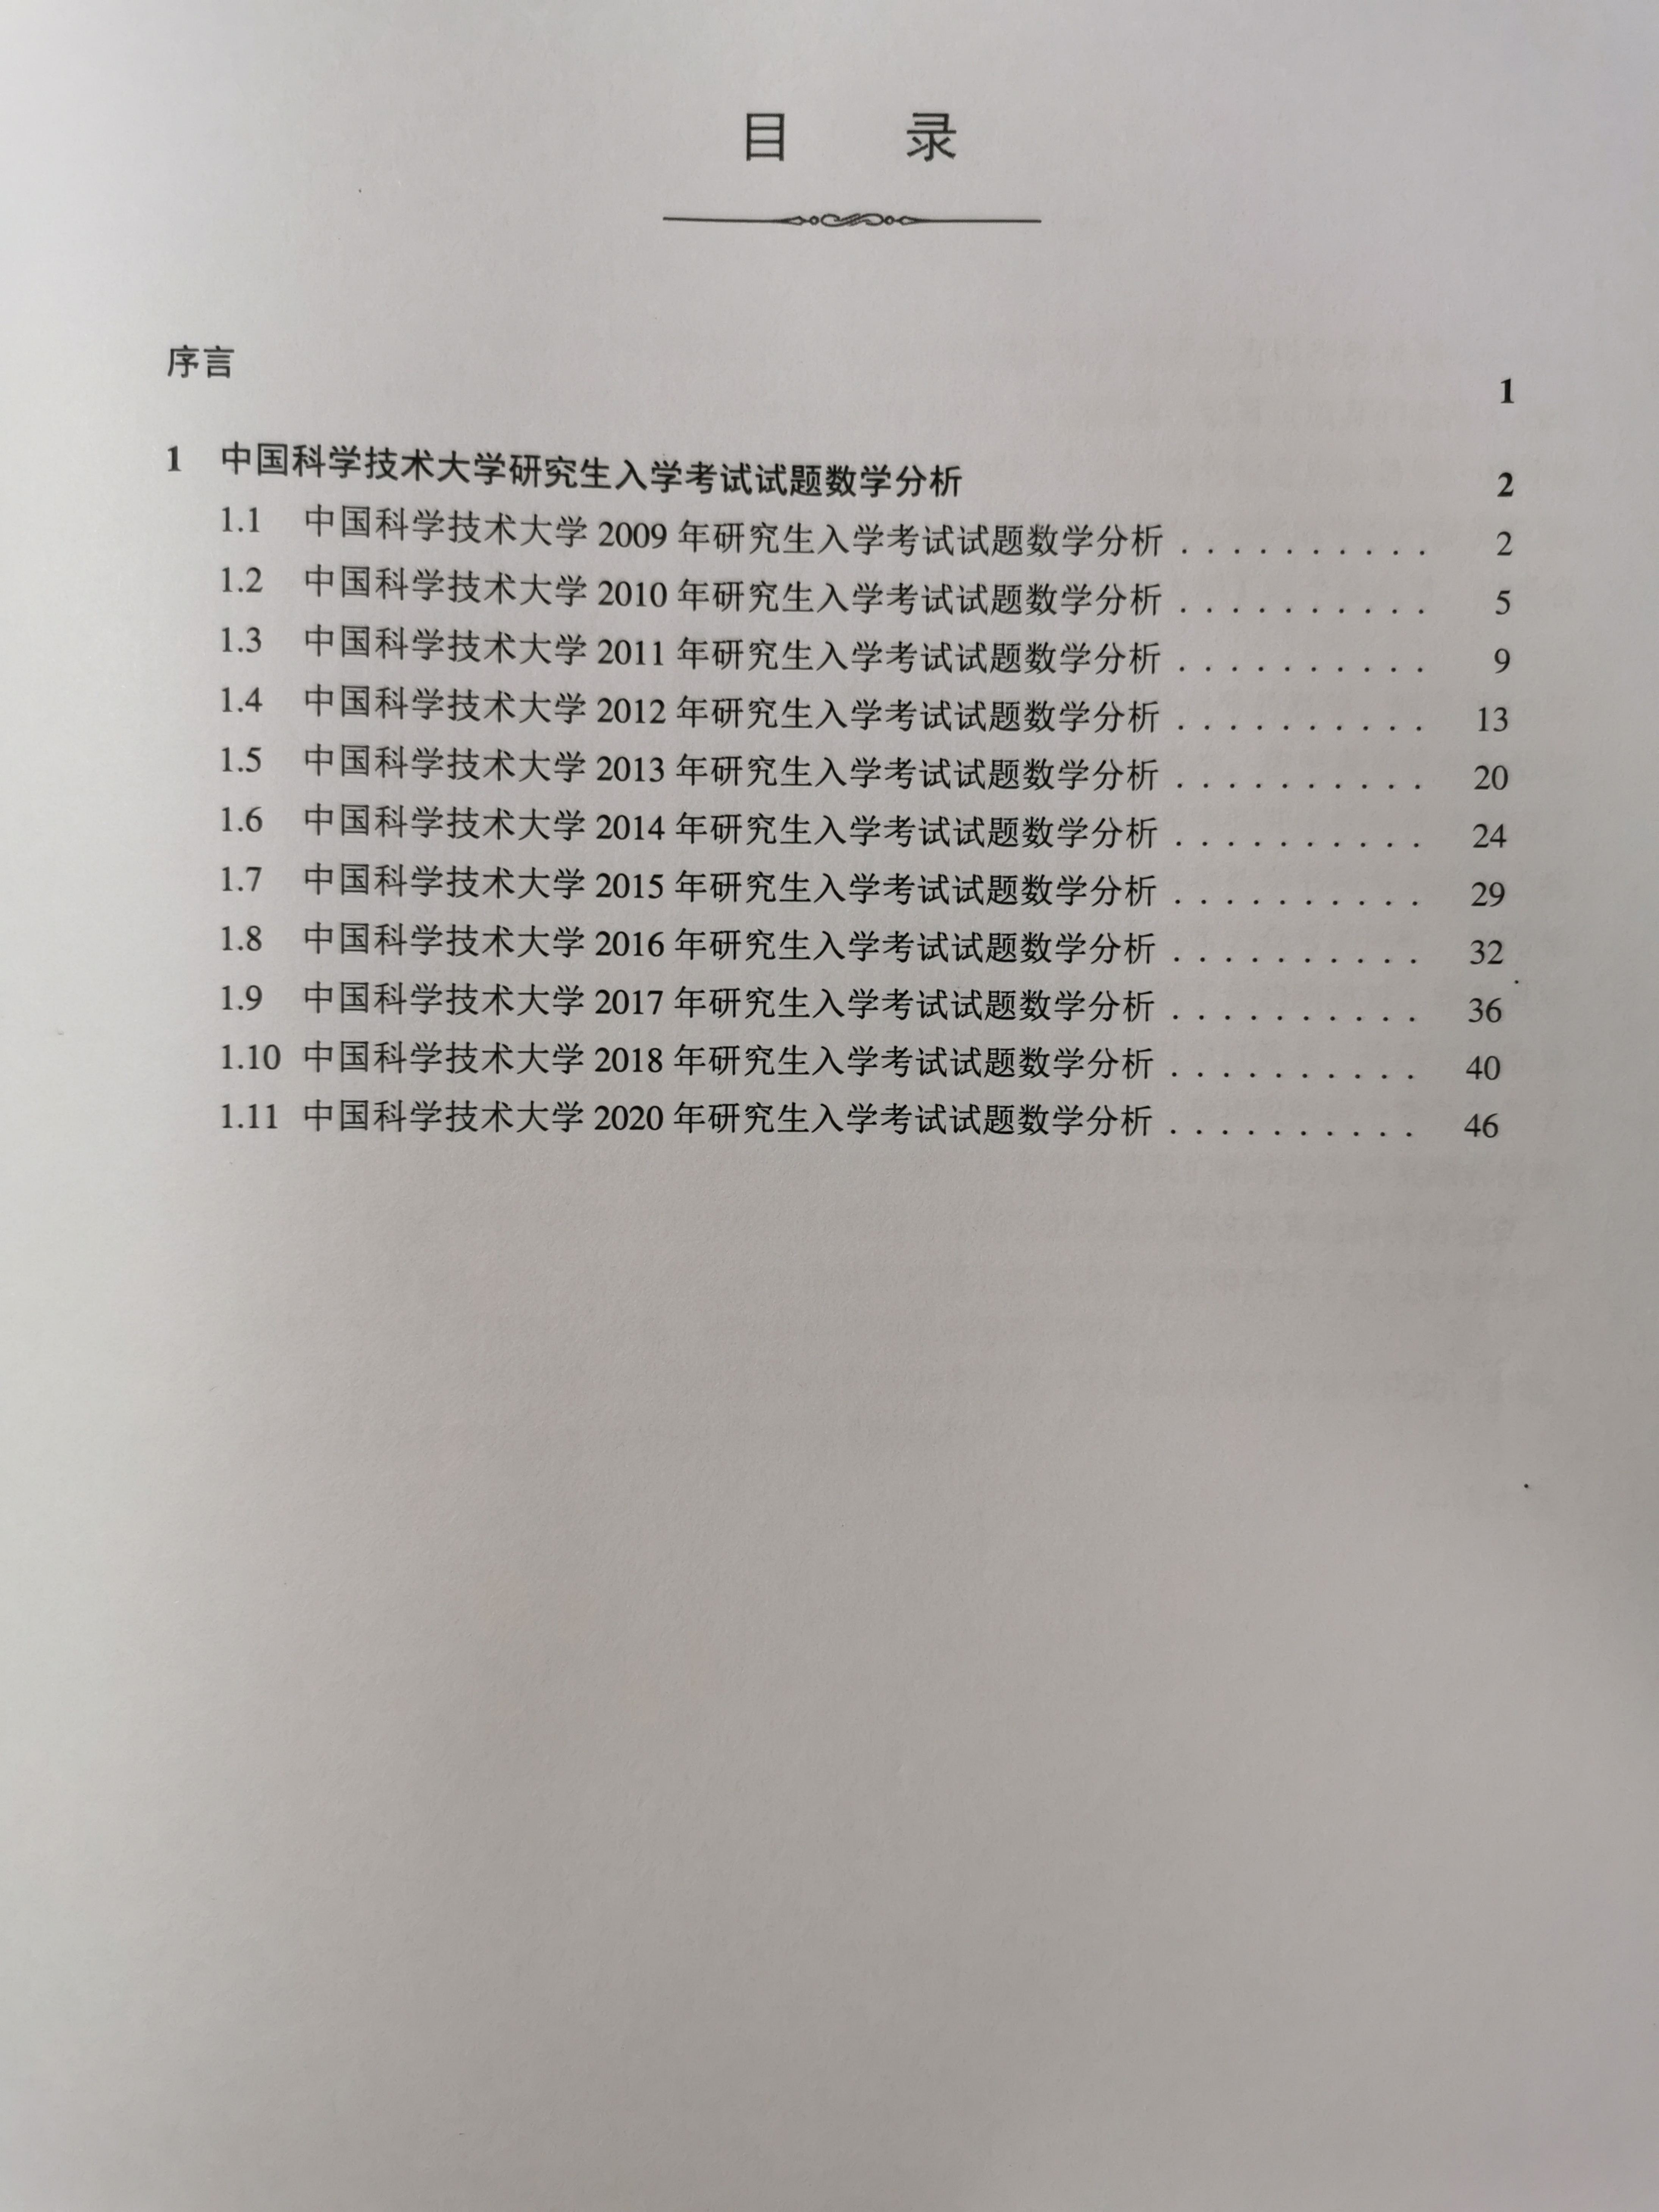 目 录
序言 1
1 中国科学技术大学研究生入学考试试题数学分析 2
1.1 中国科学技术大学 2009 年研究生入学考试试题数学分析 . . . . . . . . . . 2
1.2 中国科学技术大学 2010 年研究生入学考试试题数学分析 . . . . . . . . . . 5
1.3 中国科学技术大学 2011 年研究生入学考试试题数学分析 . . . . . . . . . . 9
1.4 中国科学技术大学 2012 年研究生入学考试试题数学分析 . . . . . . . . . . 13
1.5 中国科学技术大学 2013 年研究生入学考试试题数学分析 . . . . . . . . . . 20
1.6 中国科学技术大学 2014 年研究生入学考试试题数学分析 . . . . . . . . . . 24
1.7 中国科学技术大学 2015 年研究生入学考试试题数学分析 . . . . . . . . . . 29
1.8 中国科学技术大学 2016 年研究生入学考试试题数学分析 . . . . . . . . . . 32
1.9 中国科学技术大学 2017 年研究生入学考试试题数学分析 . . . . . . . . . . 36
1.10 中国科学技术大学 2018 年研究生入学考试试题数学分析 . . . . . . . . . . 40
1.11 中国科学技术大学 2020 年研究生入学考试试题数学分析 . . . . . . . . . . 46